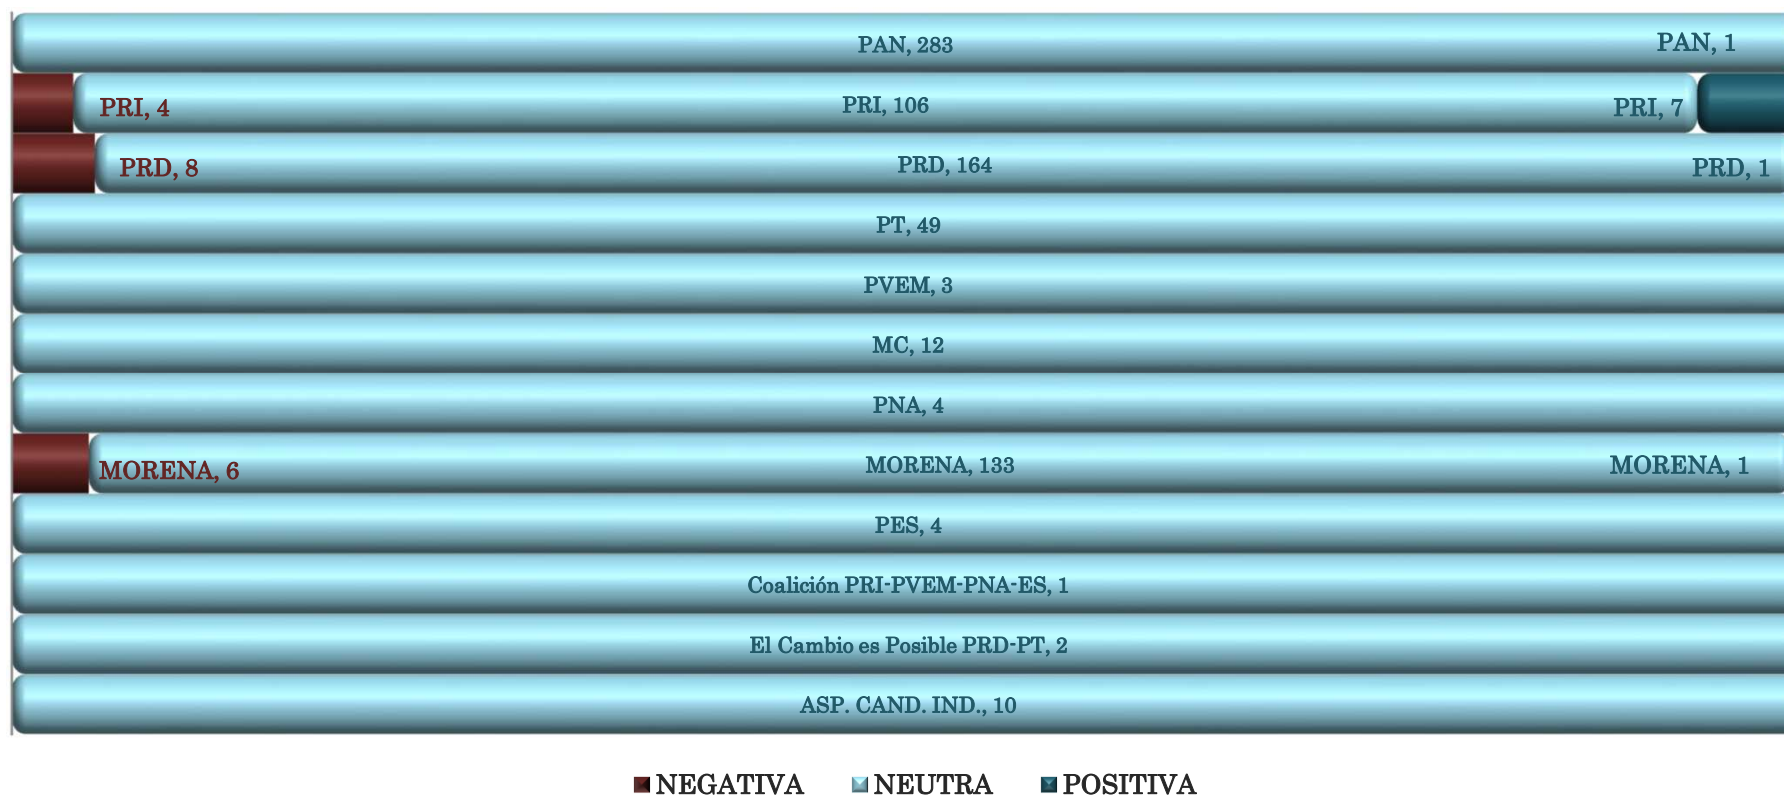 PAN, 283 PAN, 1
PRI, 4 PRI, 106 PRI, 7
PRD, 8 PRD, 164 PRD, 1
PT, 49
PVEM, 3
MC, 12
PNA, 4
MORENA, 6 MORENA, 133 MORENA, 1
PES, 4
Coalición PRI-PVEM-PNA-ES, 1
El Cambio es Posible PRD-PT, 2
ASP. CAND. IND., 10
NEGATIVA NEUTRA POSITIVA